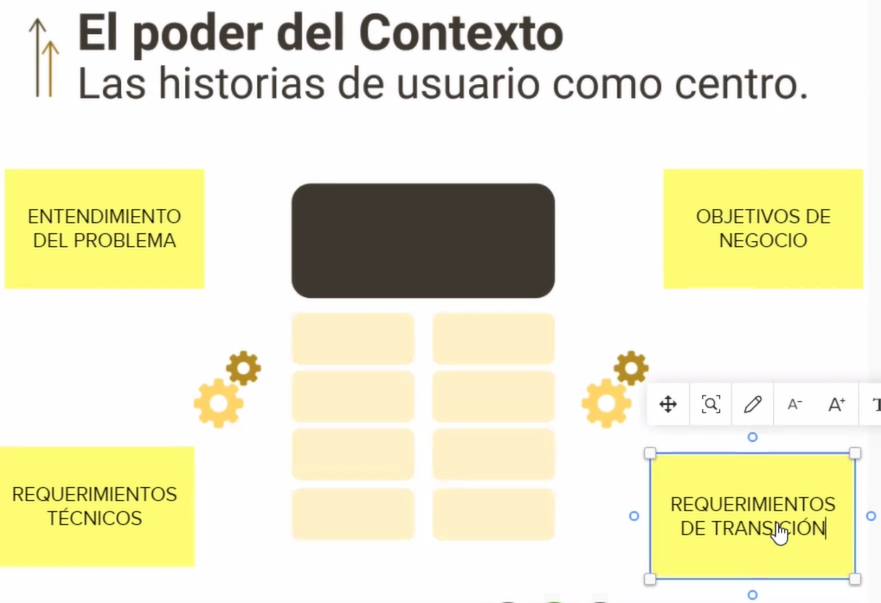 El poder del Contexto
Las historias de usuario como centro.
ENTENDIMIENTO
DEL PROBLEMA
OBJETIVOS DE
NEGOCIO
A-
A+
REQUERIMIENTOS
TÉCNICOS
REQUERIMIENTOS
DE TRANSICIÓN